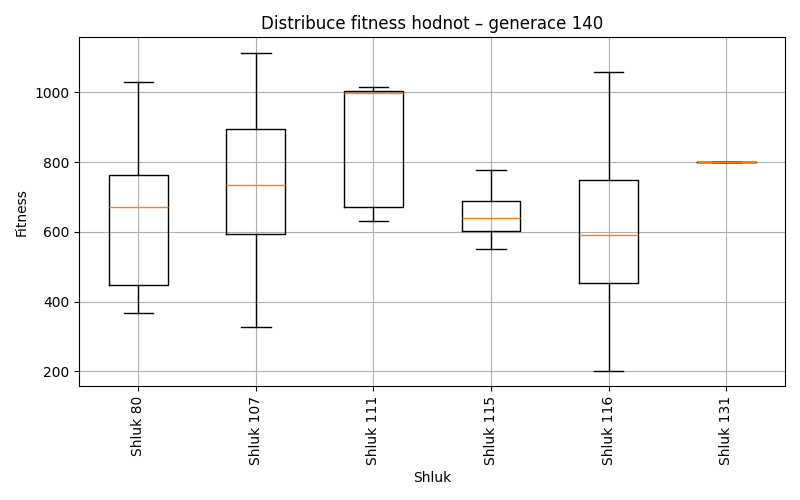 Distribuce fitness hodnot – generace 140
Fitness
1000
800
600
400
200
Shluk 80
Shluk 107
Shluk 111
Shluk 115
Shluk 116
Shluk 131
Shluk